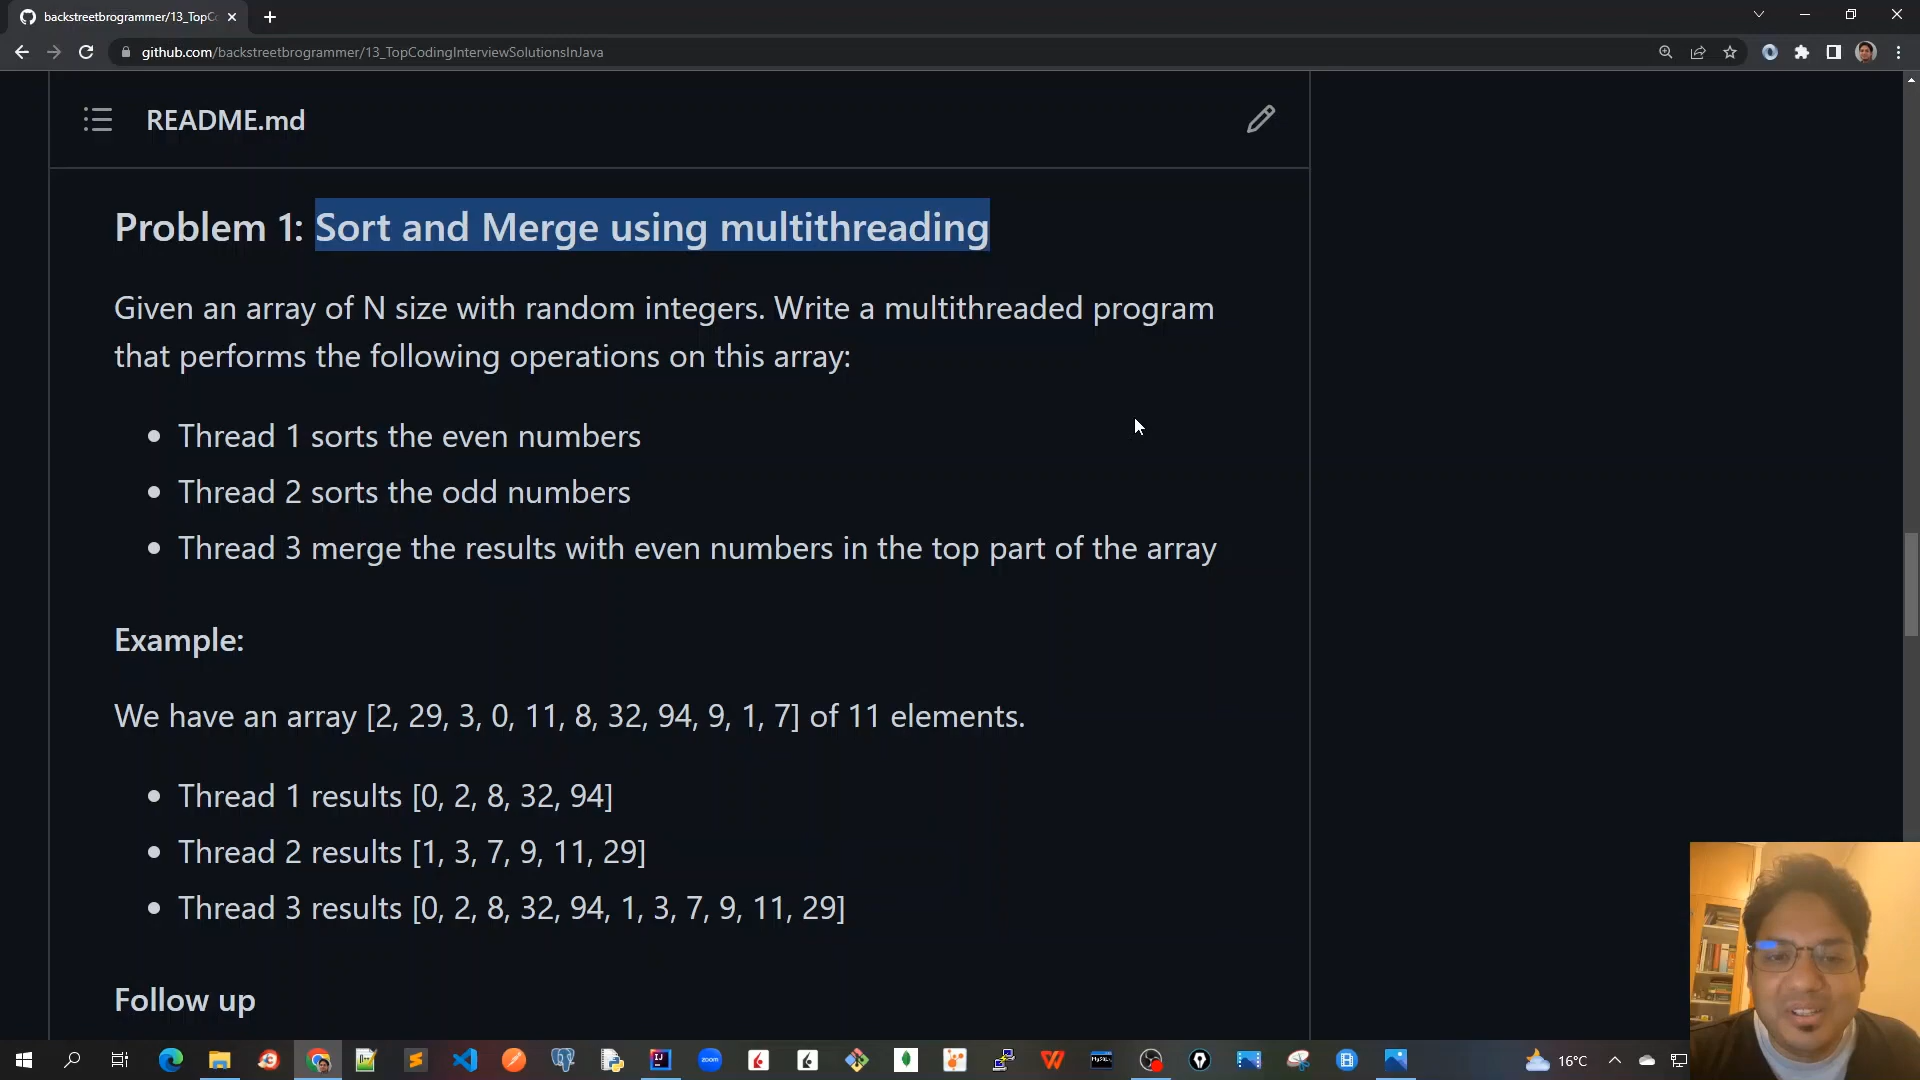 backstreetbrogrammer/13_TopCo
github.com/backstreetbrogrammer/13_TopCodingInterviewSolutionsInJava
README.md
Problem 1: Sort and Merge using multithreading
Given an array of N size with random integers. Write a multithreaded program
that performs the following operations on this array:
Thread 1 sorts the even numbers
Thread 2 sorts the odd numbers
Thread 3 merge the results with even numbers in the top part of the array
Example:
We have an array [2, 29, 3, 0, 11, 8, 32, 94, 9, 1, 7] of 11 elements.
Thread 1 results [0, 2, 8, 32, 94]
Thread 2 results [1, 3, 7, 9, 11, 29]
Thread 3 results [0, 2, 8, 32, 94, 1, 3, 7, 9, 11, 29]
Follow up
16°C